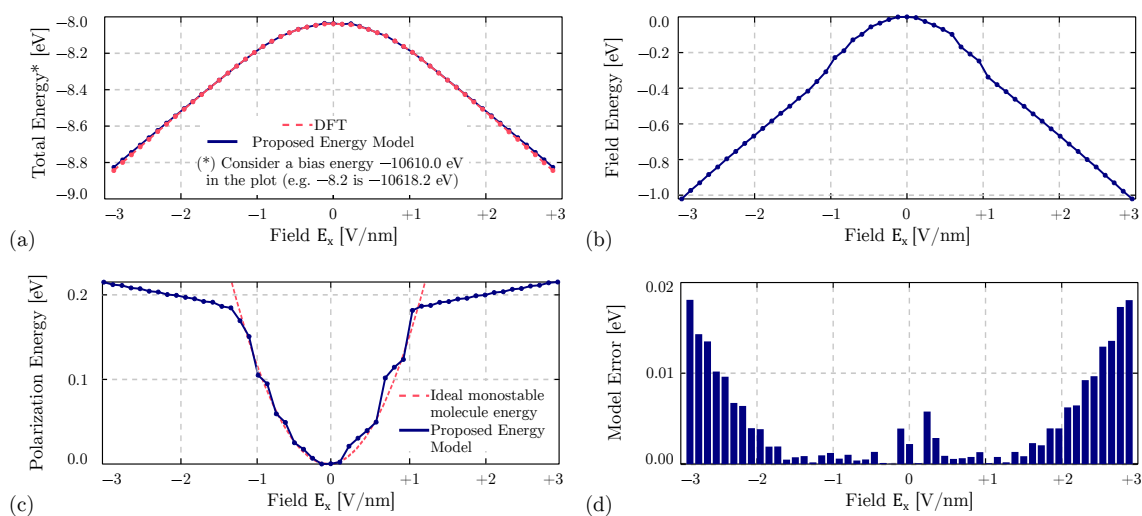 Total Energy* [eV]
−8.0
−8.2
−8.4
−8.6
−8.8
−9.0
DFT
Proposed Energy Model
(*) Consider a bias energy −10610.0 eV
in the plot (e.g. −8.2 is −10618.2 eV)
−3 −2 −1 0 +1 +2 +3
Field Ex [V/nm]
(a)
Field Energy [eV]
0.0
−0.2
−0.4
−0.6
−0.8
−1.0
−3 −2 −1 0 +1 +2 +3
Field Ex [V/nm]
(b)
Polarization Energy [eV]
0.2
0.1
0.0
Ideal monostable
molecule energy
Proposed Energy
Model
−3 −2 −1 0 +1 +2 +3
Field Ex [V/nm]
(c)
Model Error [eV]
0.02
0.01
0.00
−3 −2 −1 0 +1 +2 +3
Field Ex [V/nm]
(d)